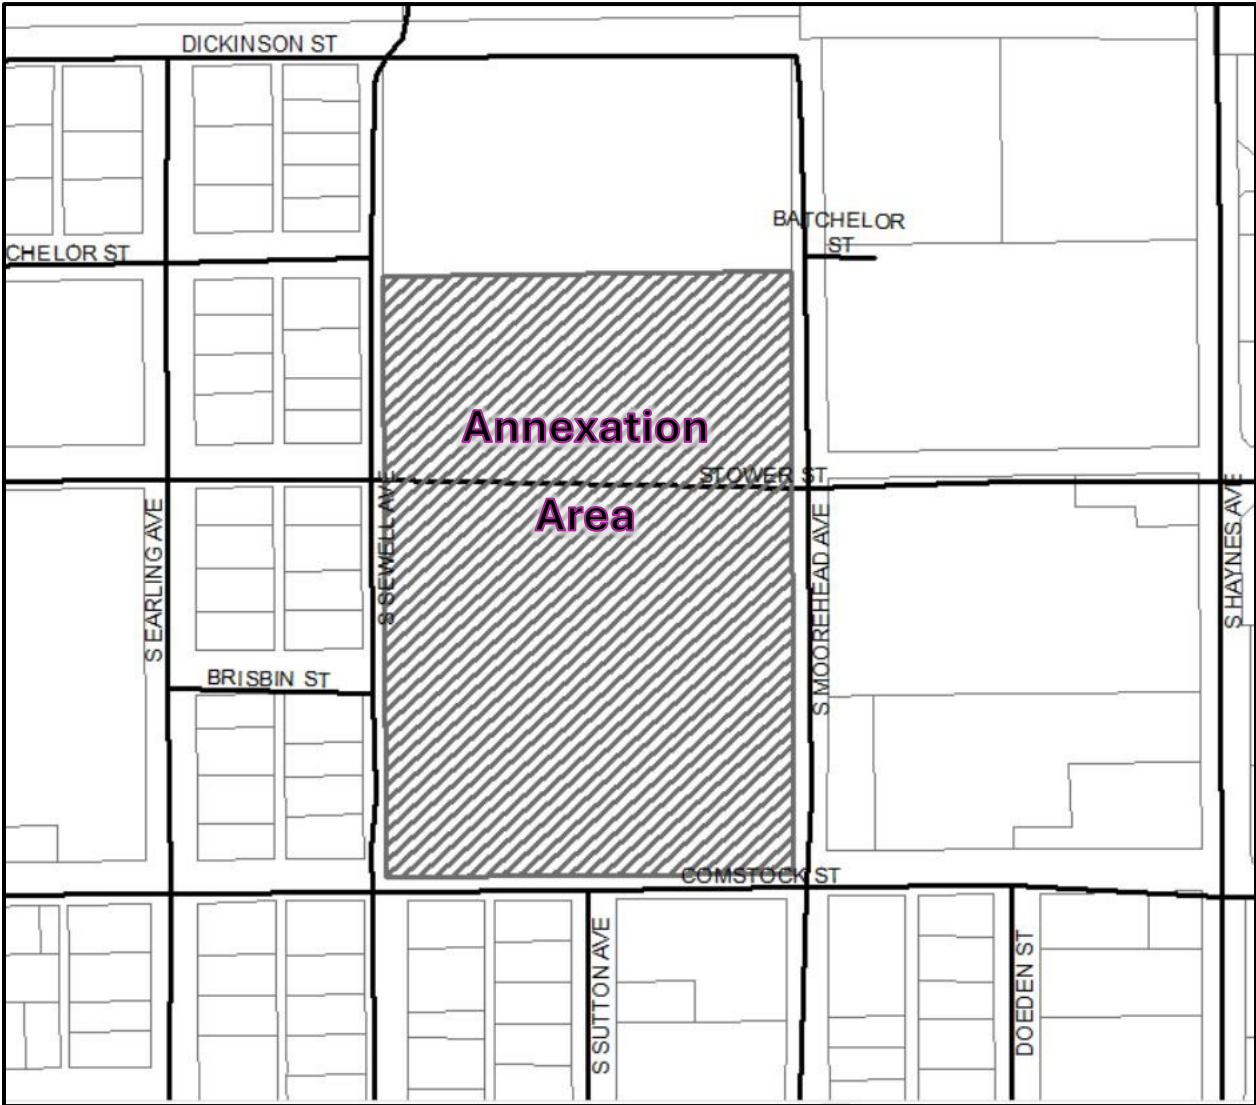 DICKINSON ST
BATCHELOR
ST
CHELOR ST
Annexation
STOWER ST
Area
S EARLING AVE
S SEWELL AVE
S MOOREHEAD AVE
S HAYNES AVE
BRISBIN ST
COMSTOCK ST
S SUTTON AVE
DOEDEN ST